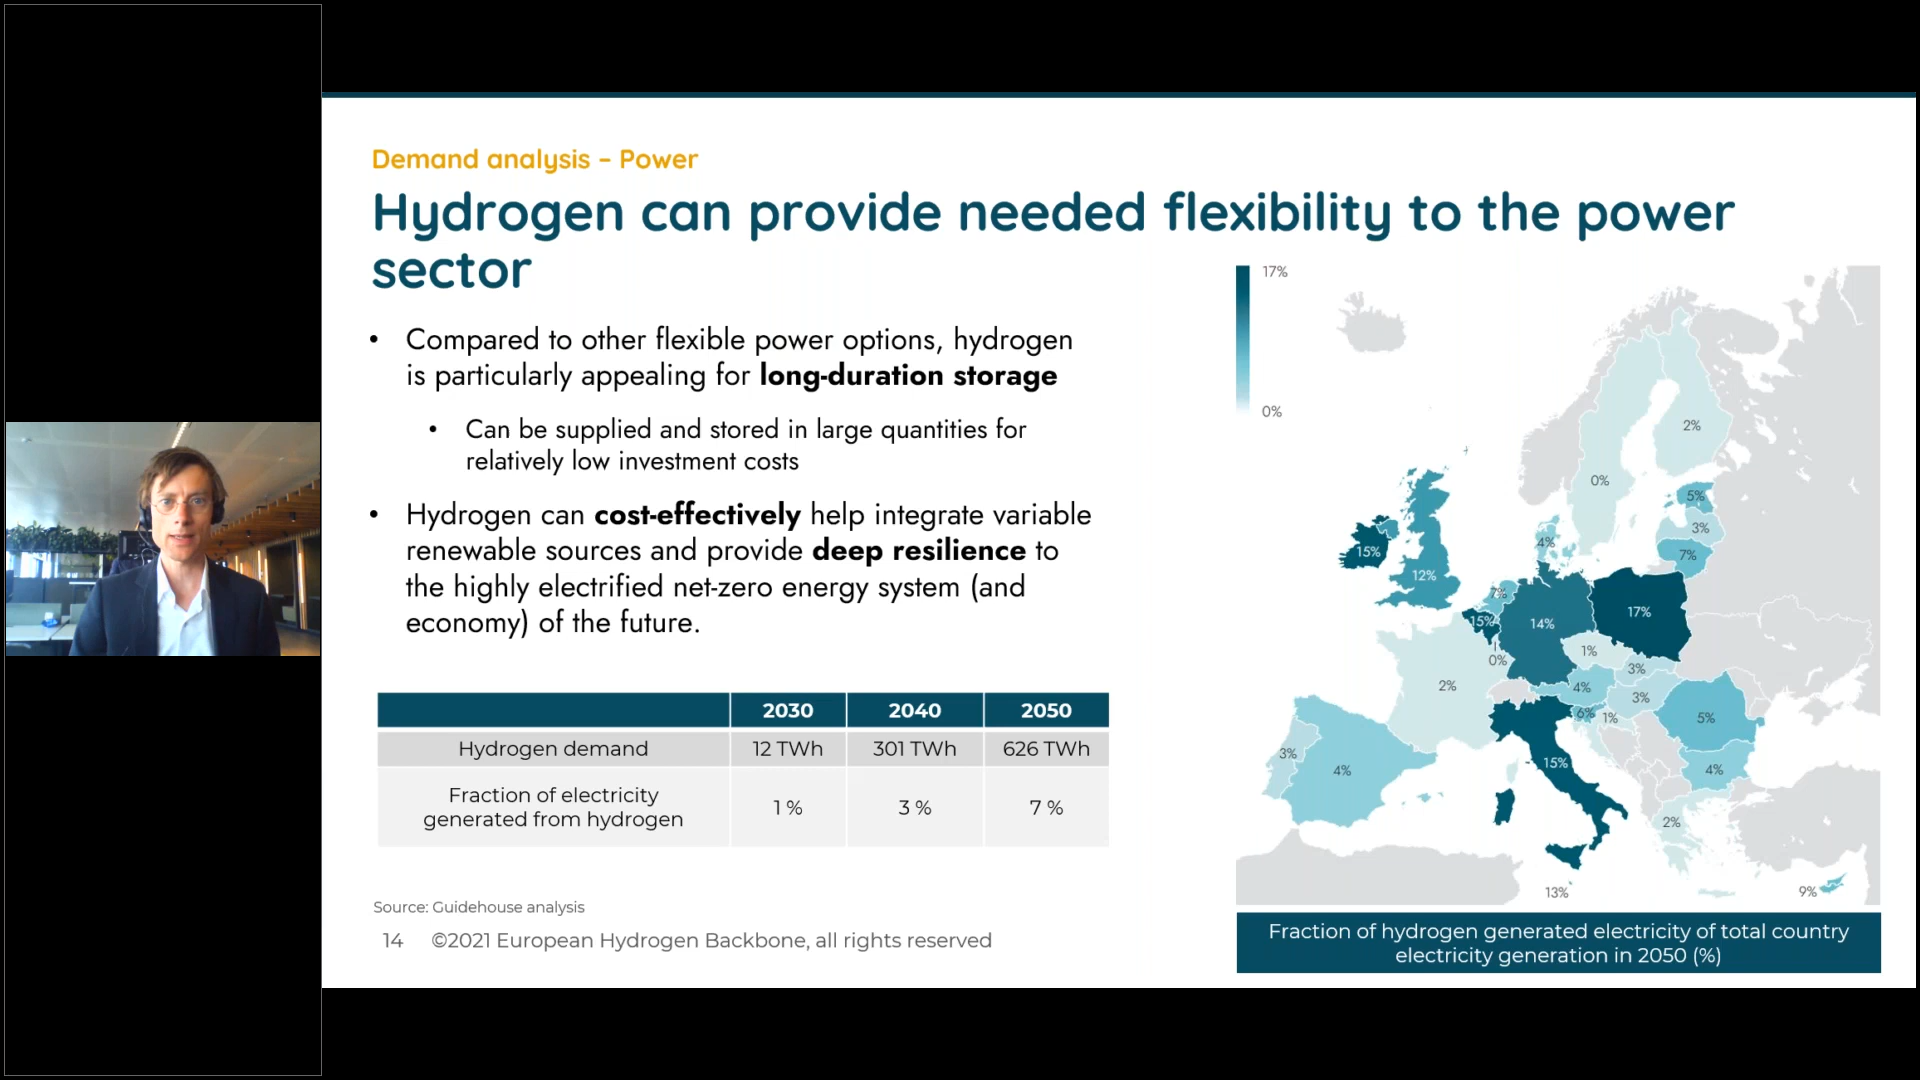 Demand analysis – Power
Hydrogen can provide needed flexibility to the power
sector
• Compared to other flexible power options, hydrogen
is particularly appealing for long-duration storage
• Can be supplied and stored in large quantities for
relatively low investment costs
• Hydrogen can cost-effectively help integrate variable
renewable sources and provide deep resilience to
the highly electrified net-zero energy system (and
economy) of the future.
2030 2040 2050
Hydrogen demand 12 TWh 301 TWh 626 TWh
Fraction of electricity
generated from hydrogen 1 % 3 % 7 %
Source: Guidehouse analysis
14 ©2021 European Hydrogen Backbone, all rights reserved
17%
0%
2%
0%
5%
3%
4%
7%
15%
12%
7%
17%
15%
14%
1%
0%
3%
2%
4%
3%
6%
1%
5%
3%
4%
15%
4%
2%
13%
9%
Fraction of hydrogen generated electricity of total country
electricity generation in 2050 (%)